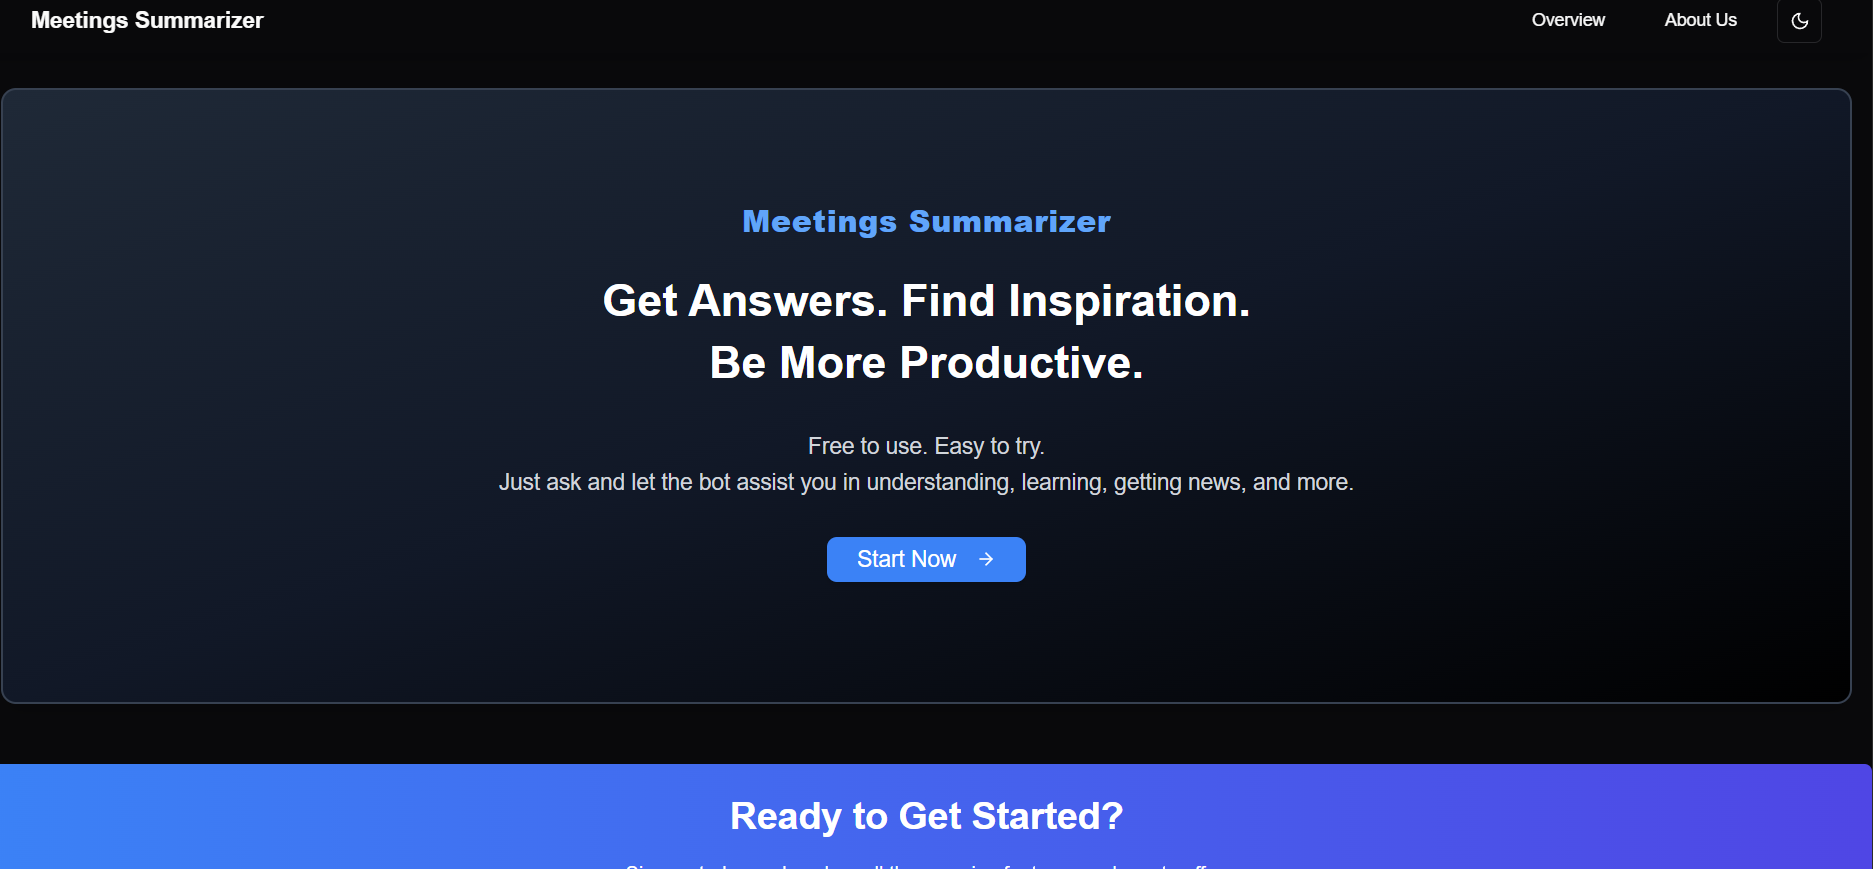 Meetings Summarizer
Overview
About Us
Meetings Summarizer
Get Answers. Find Inspiration.
Be More Productive.
Free to use. Easy to try.
Just ask and let the bot assist you in understanding, learning, getting news, and more.
Start Now
Ready to Get Started?